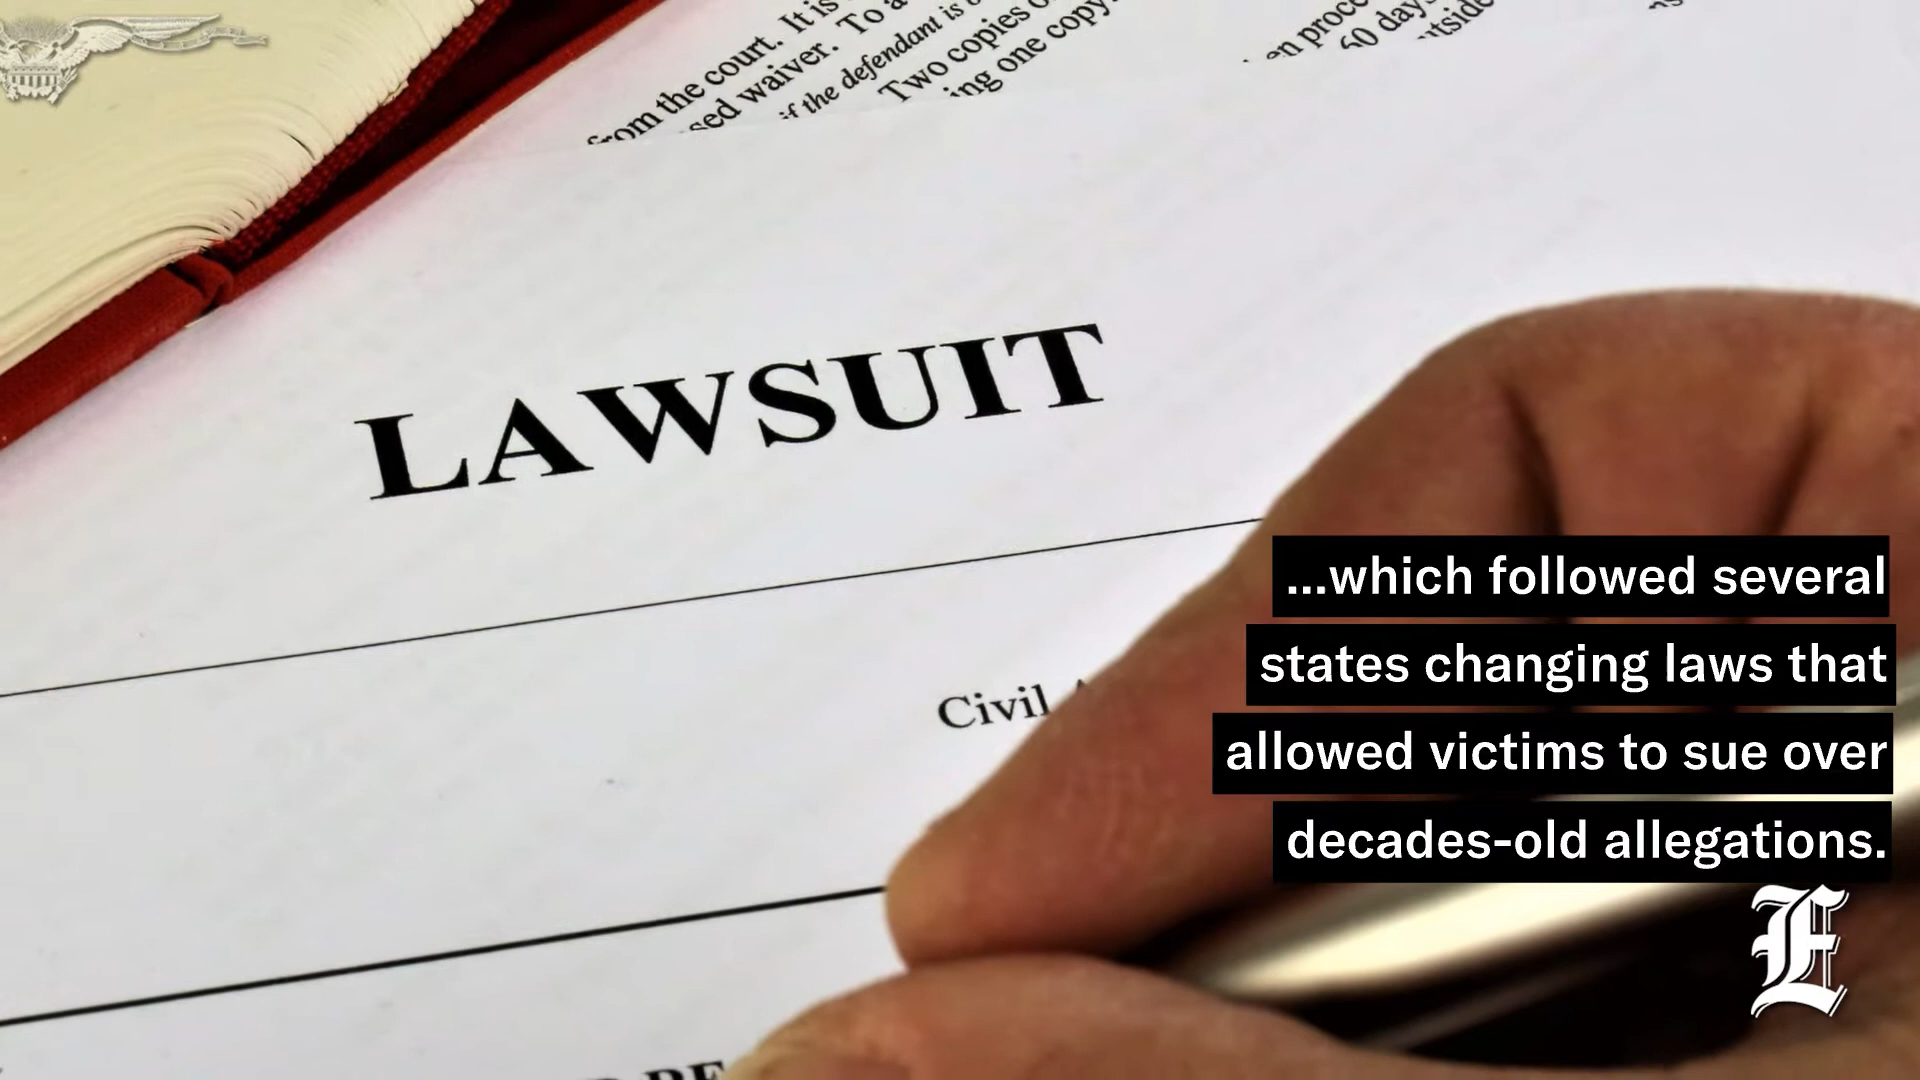 from the court. It is
waiver. To a
if the defendant is
Two copies
ing one copy.
60 days
LAWSUIT
Civil
...which followed several
states changing laws that
allowed victims to sue over
decades-old allegations.
E